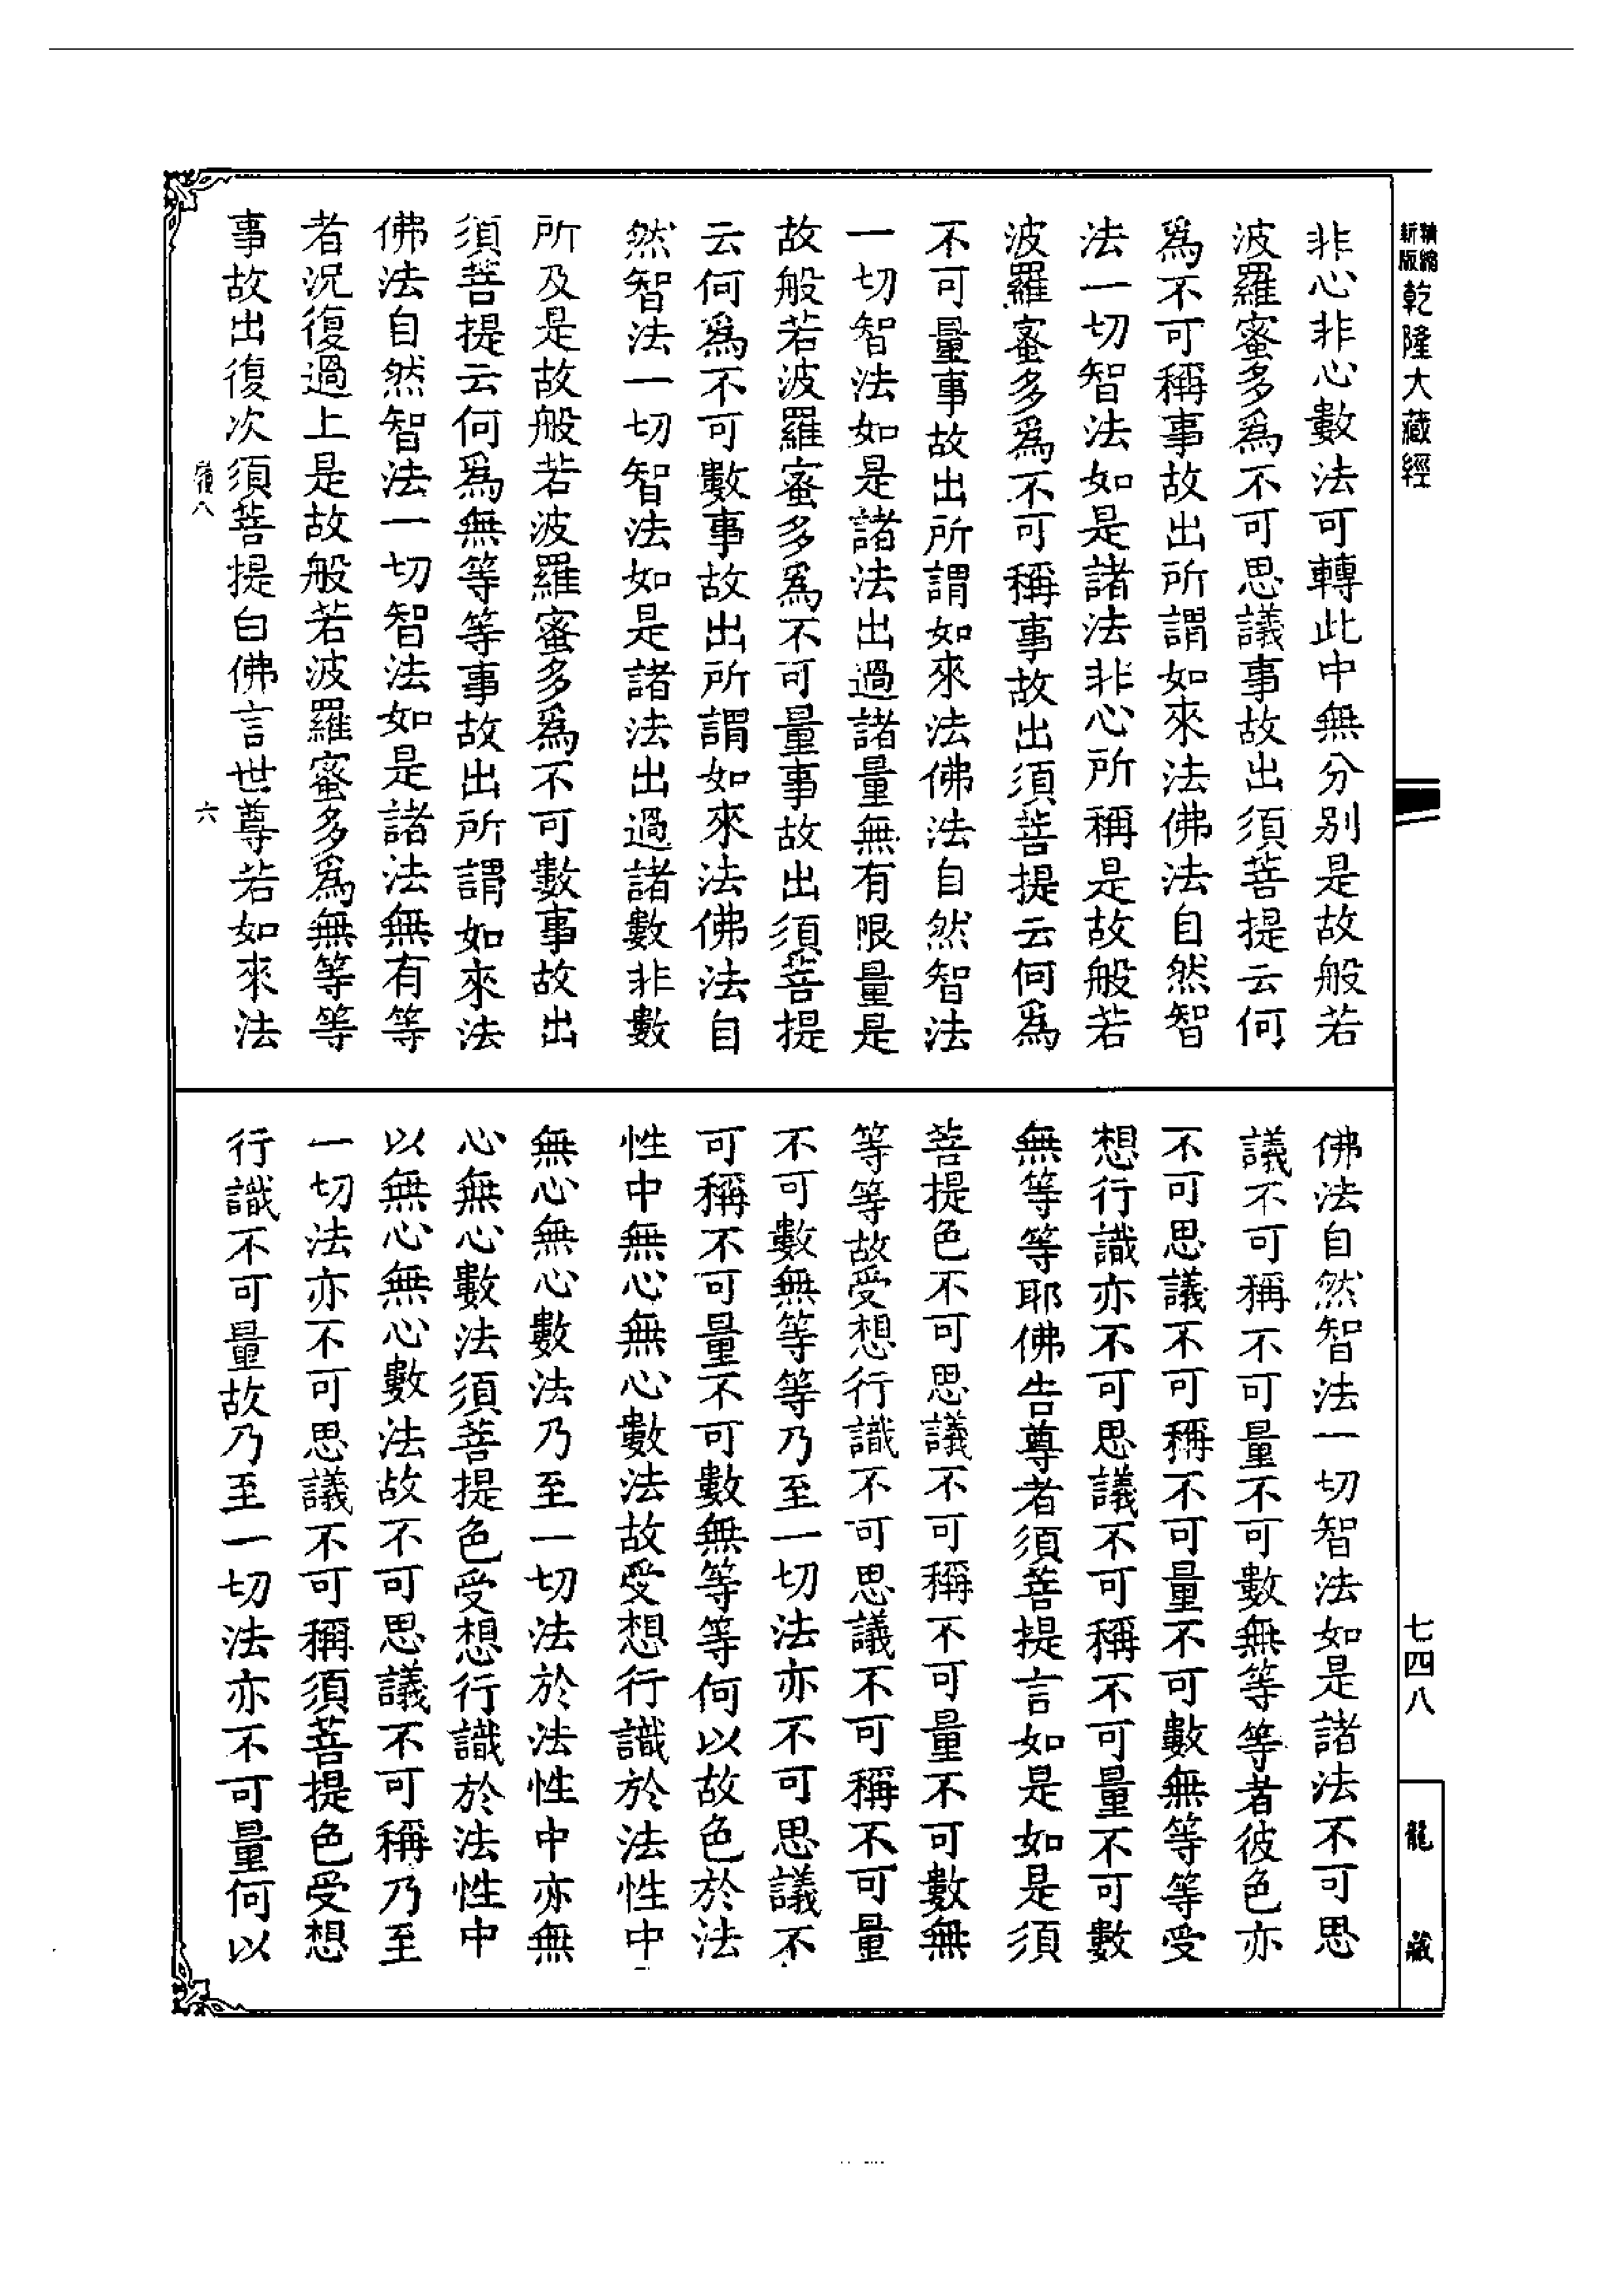 精縮新版乾隆大藏經
非心非心數法可轉此中無分別是故般若
波羅蜜多爲不可思議事故出須菩提云何
爲不可稱事故出所謂如來法佛法自然智
法一切智法如是諸法非心所稱是故般若
波羅蜜多爲不可稱事故出須菩提云何爲
不可量事故出所謂如來法佛法自然智法
一切智法如是諸法出過諸量無有限量是
故般若波羅蜜多爲不可量事故出須菩提
云何爲不可數事故出所謂如來法佛法自
然智法一切智智法如是諸法出過諸數非數
所及是故般若波羅蜜多爲不可數事故出
須菩提云何爲無等等事故出所謂如來法
佛法自然智法一切智法如是諸法無有等
者況復過上是故般若波羅蜜多爲無等等
事故出復次須菩提白佛言世尊若如來法
六
佛法自然智法一切智法如是諸法不可思
議不可稱不可量不可數無等等者彼色亦
不可思議不可稱不可量不可數無等等受
想行識亦不可思議不可稱不可量不可數
無等等耶佛告尊者須菩提言如是如是須
菩提色不可思議不可稱不可量不可數無
等等故受想行識不可思議不可稱不可量
不可數無等等乃至一切法亦不可思議不
可稱不可量不可數無等等何以故色於法
性中無心無心數法故受想行識於法性中
無心無心數法乃至一切法於法性中亦無
心無心數法須菩提色受想行識於法性中
以無心無心數法故不可思議不可稱乃至
一切法亦不可思議不可稱須菩提色受想
行識不可量故乃至一切法亦不可量何以
七四八
龍藏